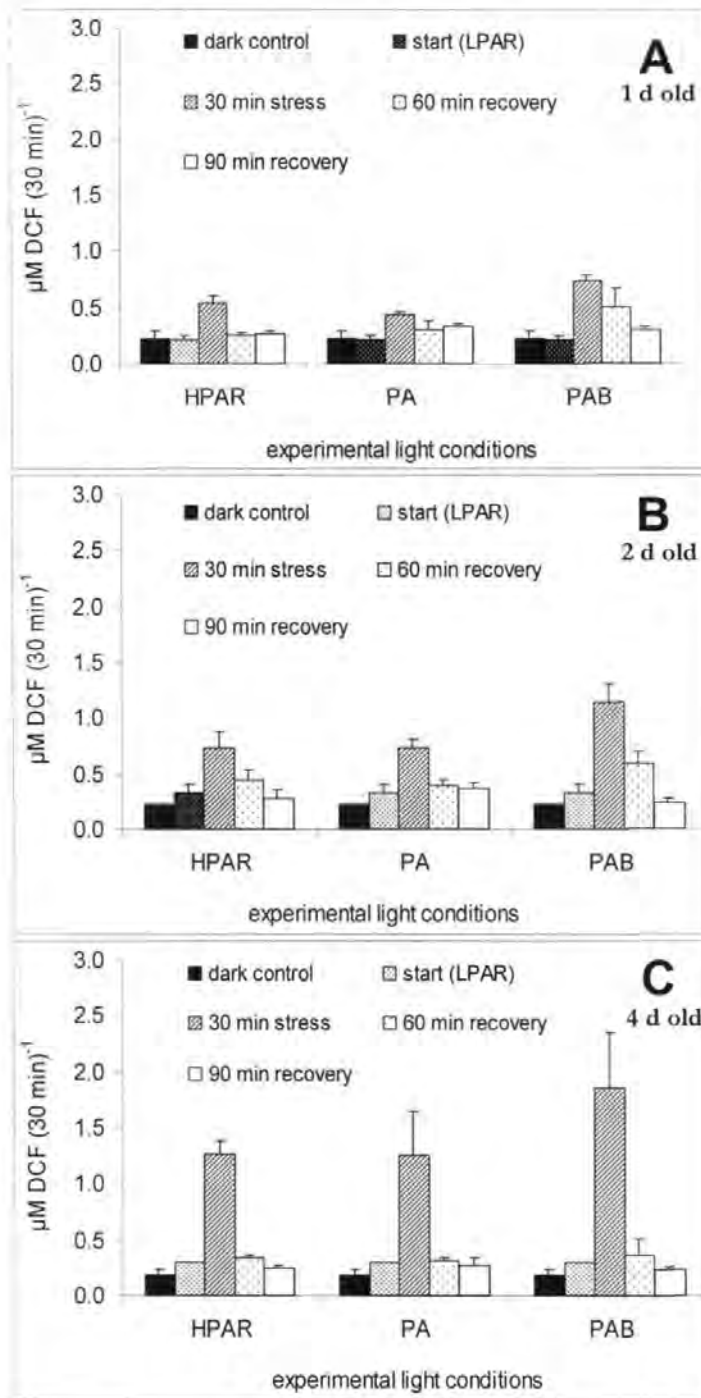 3.0
dark control start (LPAR) A
2.5
1 d old
30 min stress 60 min recovery
2.0
90 min recovery
1.5
µM DCF (30 min)⁻¹
1.0
0.5
0.0
HPAR PA PAB
experimental light conditions
3.0
dark control start (LPAR) B
2.5
2 d old
30 min stress 60 min recovery
2.0
90 min recovery
1.5
µM DCF (30 min)⁻¹
1.0
0.5
0.0
HPAR PA PAB
experimental light conditions
3.0
dark control start (LPAR) C
2.5
4 d old
30 min stress 60 min recovery
2.0
90 min recovery
1.5
µM DCF (30 min)⁻¹
1.0
0.5
0.0
HPAR PA PAB
experimental light conditions